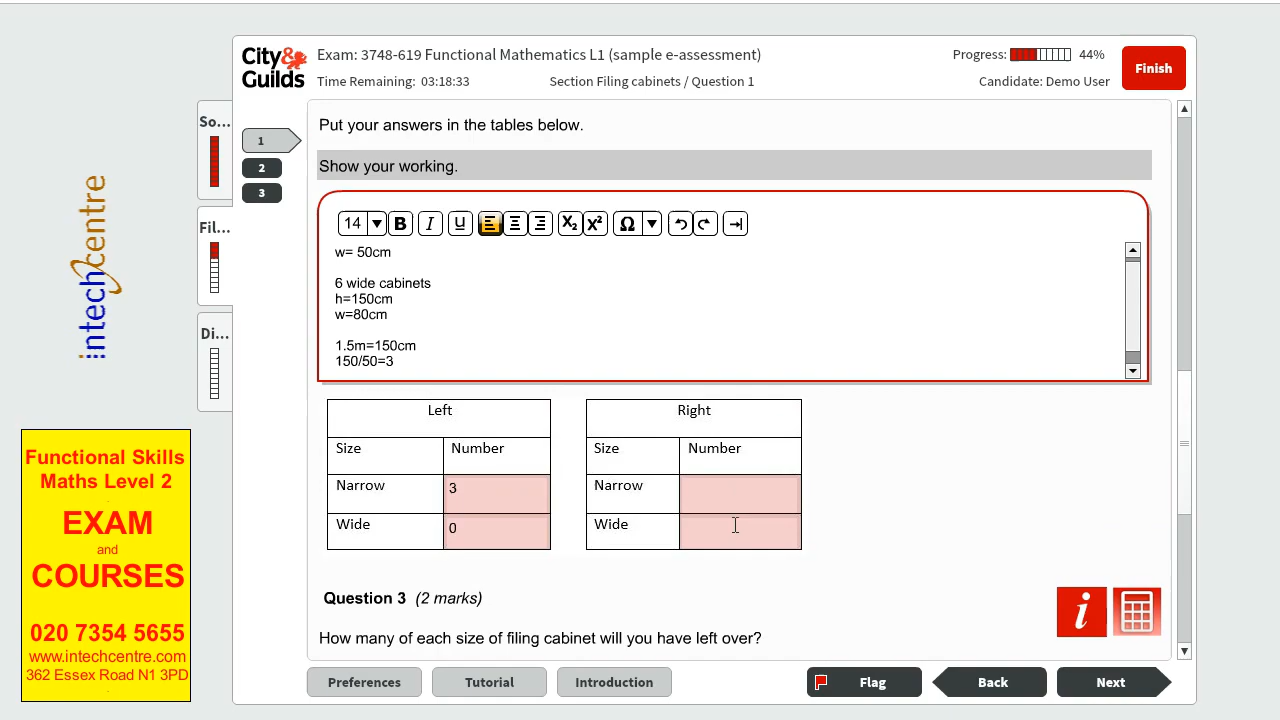 City&
Guilds
Exam: 3748-619 Functional Mathematics L1 (sample e-assessment)
Progress:
44%
Finish
Time Remaining: 03:18:33
Section Filing cabinets / Question 1
Candidate: Demo User
So...
Fil...
Di...
1
2
3
Put your answers in the tables below.
Show your working.
14 B I U X₂ X² Ω
w= 50cm
6 wide cabinets
h=150cm
w=80cm
1.5m=150cm
150/50=3
Left
Size Number
Narrow 3
Wide 0
Right
Size Number
Narrow
Wide
Question 3 (2 marks)
How many of each size of filing cabinet will you have left over?
i
Preferences
Tutorial
Introduction
Flag
Back
Next
intechcentre
Functional Skills
Maths Level 2
EXAM
and
COURSES
020 7354 5655
www.intechcentre.com
362 Essex Road N1 3PD